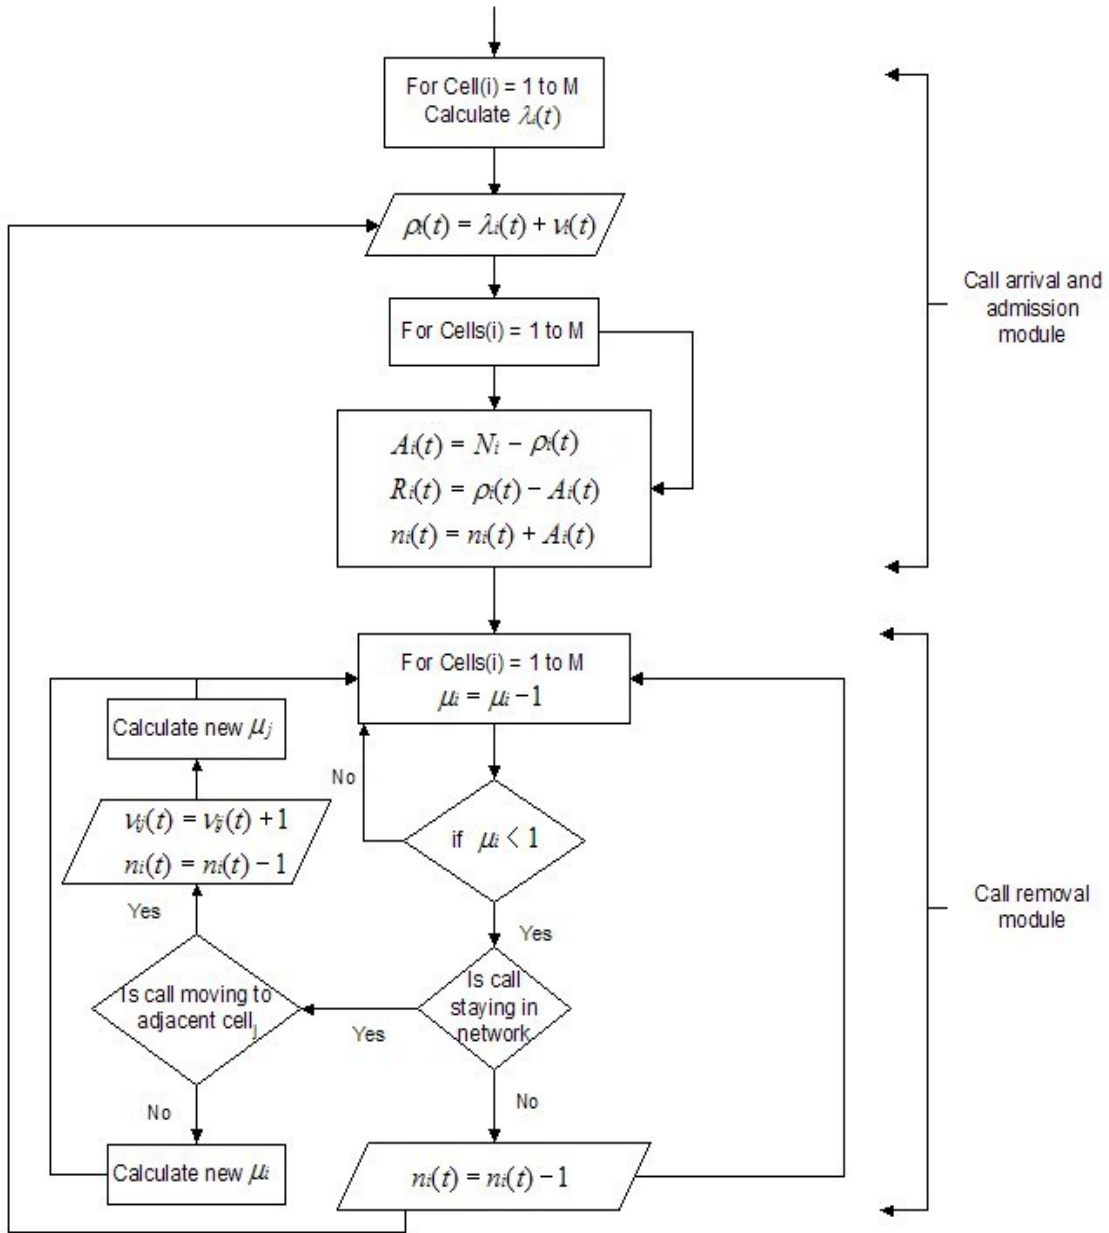 For Cell(i) = 1 to M
Calculate λi(t)
ρi(t) = λi(t) + νi(t)
For Cells(i) = 1 to M
Ai(t) = Ni − ρi(t)
Ri(t) = ρi(t) − Ai(t)
ni(t) = ni(t) + Ai(t)
Call arrival and
admission
module
For Cells(i) = 1 to M
μi = μi − 1
Calculate new μj
No
νij(t) = νij(t) + 1
ni(t) = ni(t) − 1
if μi < 1
Yes
Yes
Is call moving to
adjacent cellj
Yes
Is call
staying in
network
No
No
Calculate new μi
ni(t) = ni(t) − 1
Call removal
module